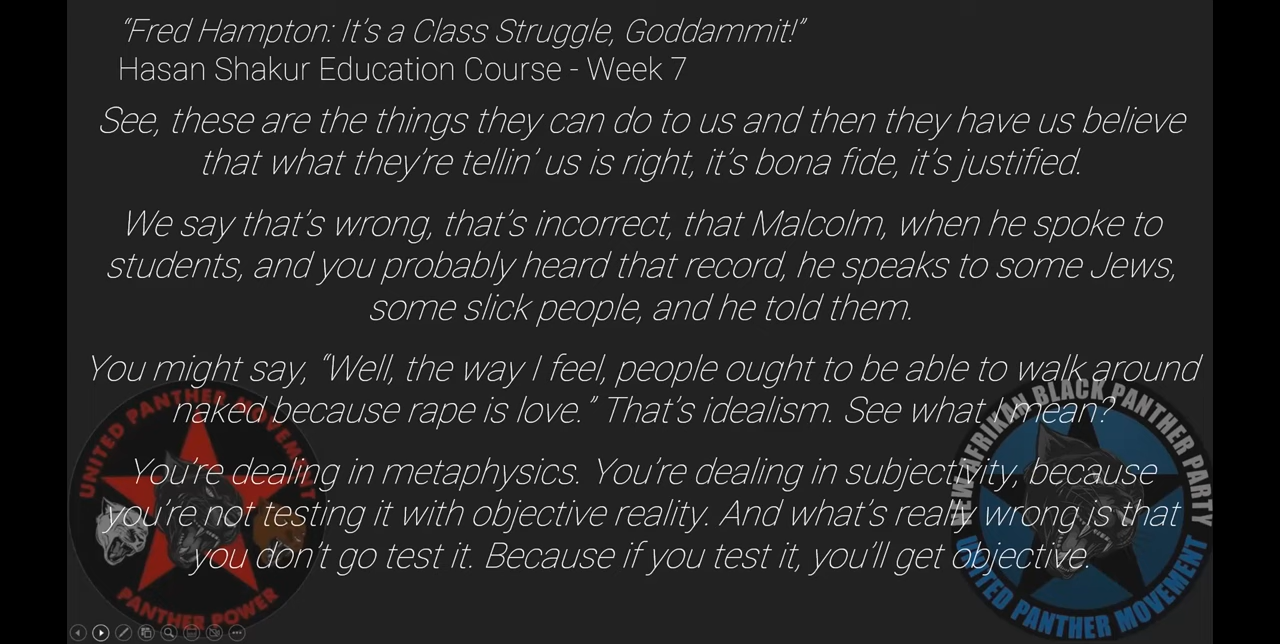 “Fred Hampton: It’s a Class Struggle, Goddammit!”
Hasan Shakur Education Course - Week 7
See, these are the things they can do to us and then they have us believe
that what they’re tellin’ us is right, it’s bona fide, it’s justified.
We say that’s wrong, that’s incorrect, that Malcolm, when he spoke to
students, and you probably heard that record, he speaks to some Jews,
some slick people, and he told them.
You might say, “Well, the way I feel, people ought to be able to walk around
naked because rape is love.” That’s idealism. See what I mean?
You’re dealing in metaphysics. You’re dealing in subjectivity, because
you’re not testing it with objective reality. And what’s really wrong is that
you don’t go test it. Because if you test it, you’ll get objective.
UNITED PANTHER MOVEMENT
PANTHER POWER
NEW AFRIKAN BLACK PANTHER PARTY
UNITED PANTHER MOVEMENT